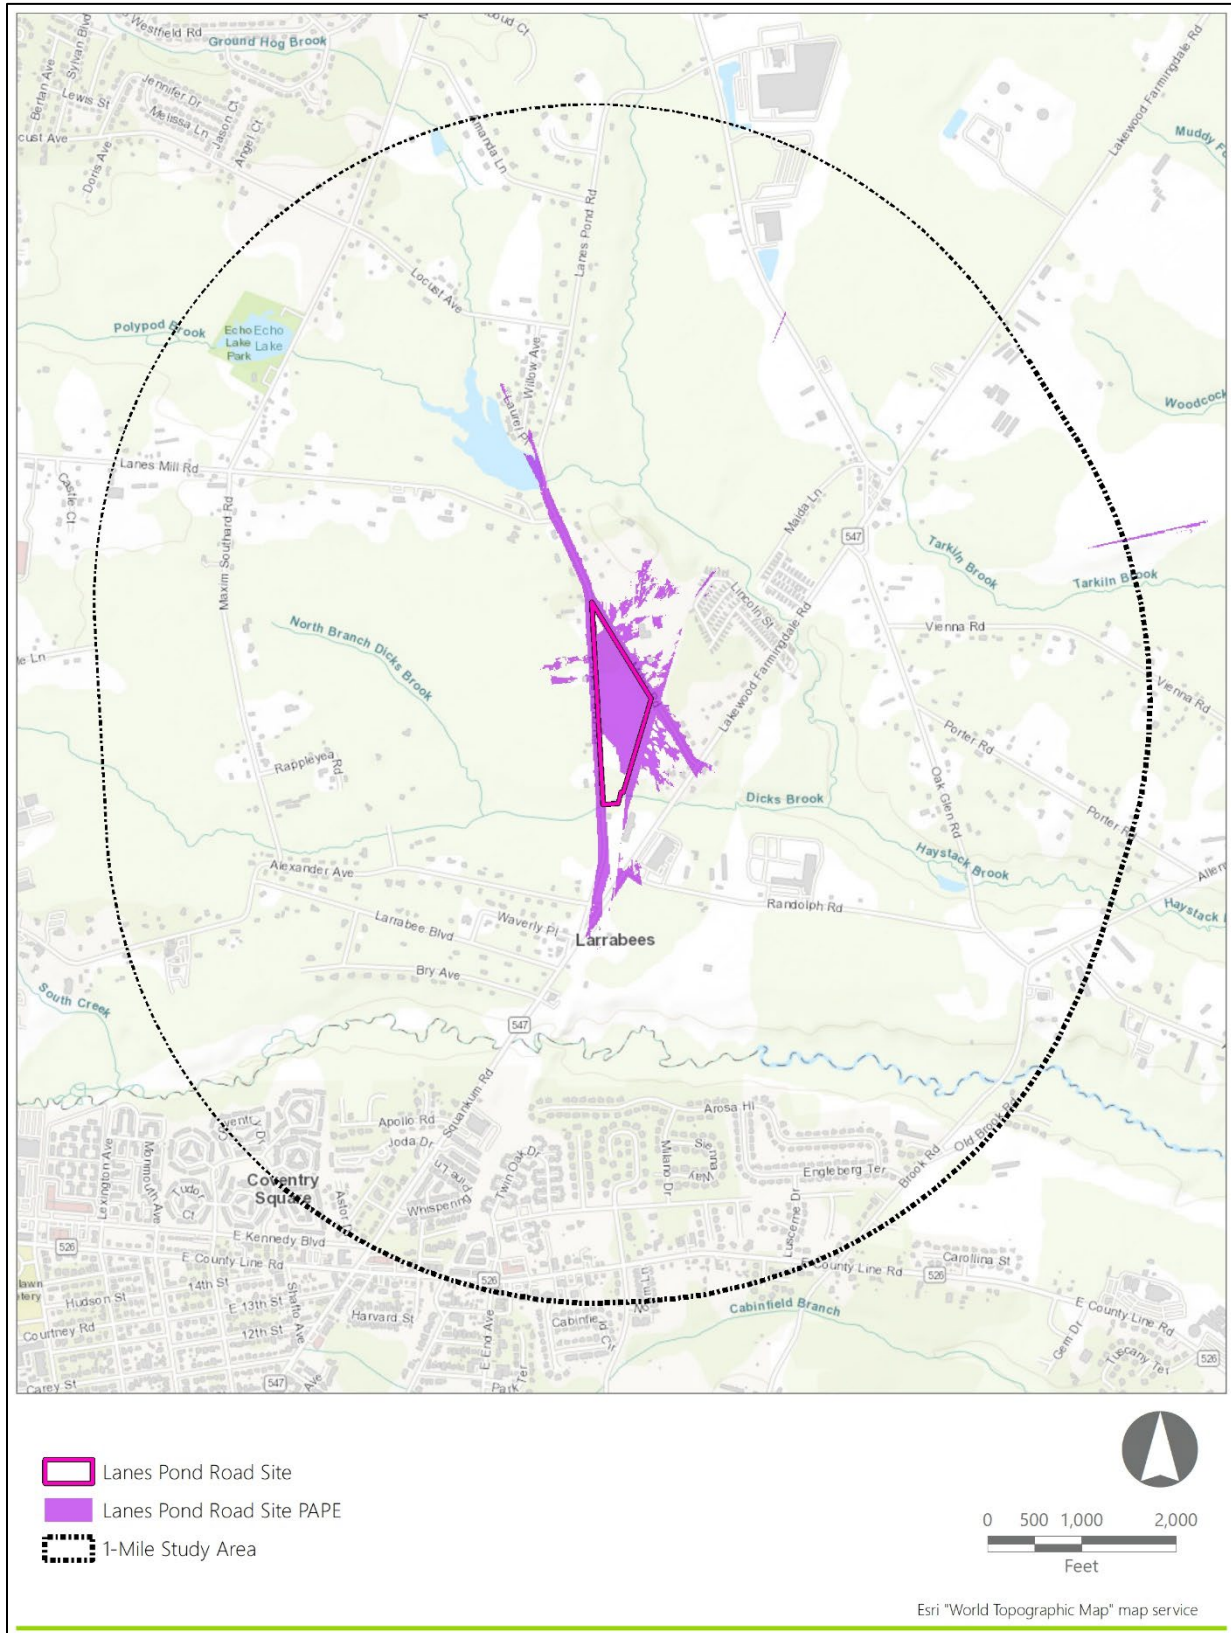 Westfield Rd
Ground Hog Brook
Sylvan Blvd
Bertan Ave
Lewis St
Jennifer Dr
Melissa Ln
Jason Ct
Angel Ct
Doris Ave
Locust Ave
Lanes Pond Rd
Lakewood Farmingdale Rd
Woodcock
Polypod Brook
Echo Lake Park
Echo Lake
Willow Ave
Laurel Pl
Lanes Mill Rd
Castle Ct
Maxim Southard Rd
Maida Ln
547
Tarkiln Brook
Tarkiln Brook
Lincoln St
Lakewood Farmingdale Rd
Vienna Rd
Vienna Rd
North Branch Dicks Brook
Rappleyea Rd
Porter Rd
Porter Rd
Oak Glen Rd
Dicks Brook
Haystack Brook
Alexander Ave
Larrabee Blvd
Waverly Pl
Randolph Rd
Larrabees
Bry Ave
South Creek
547
Squankum Rd
Apollo Rd
Joda Dr
Arosa Hl
Old Brook Rd
Brook Rd
Coventry Square
Lexington Ave
Monmouth Ave
Tudor Ct
Whispering Pine Ln
Twin Oak Dr
Milano Dr
Sienna Way
Engleberg Ter
Luscerne Dr
526
E Kennedy Blvd
E County Line Rd
14th St
Hudson St
E 13th St
12th St
Courtney Rd
Carey St
Shafto Ave
Harvard St
547
526
E End Ave
Park Ter
E County Line Rd
Carolina St
526
Cabinfield Branch
E County Line Rd
Gem Dr
Tuscany Ter
526
Lanes Pond Road Site
Lanes Pond Road Site PAPE
1-Mile Study Area
0 500 1,000 2,000
Feet
Esri "World Topographic Map" map service